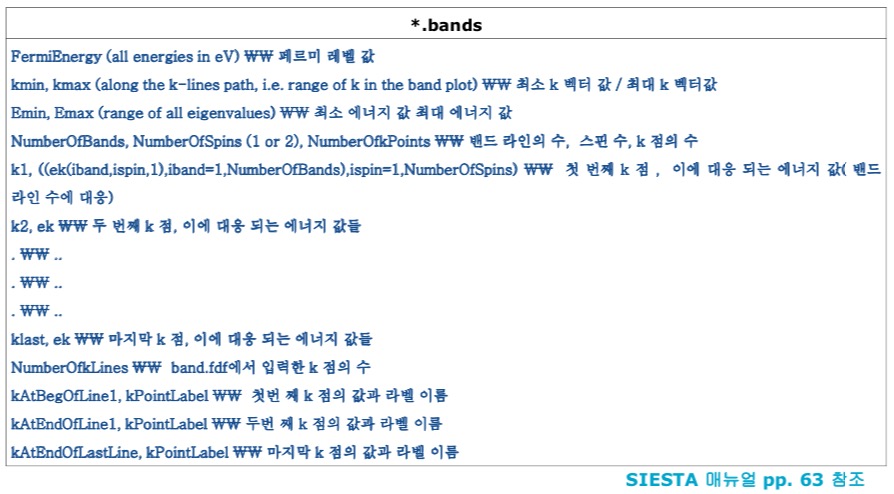 *.bands
FermiEnergy (all energies in eV) ₩₩ 페르미 레벨 값
kmin, kmax (along the k-lines path, i.e. range of k in the band plot) ₩₩ 최소 k 벡터 값 / 최대 k 벡터값
Emin, Emax (range of all eigenvalues) ₩₩ 최소 에너지 값 최대 에너지 값
NumberOfBands, NumberOfSpins (1 or 2), NumberOfkPoints ₩₩ 밴드 라인의 수, 스핀 수, k 점의 수
k1, ((ek(iband,ispin,1),iband=1,NumberOfBands),ispin=1,NumberOfSpins) ₩₩ 첫 번째 k 점 , 이에 대응 되는 에너지 값( 밴드
라인 수에 대응)
k2, ek ₩₩ 두 번째 k 점, 이에 대응 되는 에너지 값들
. ₩₩ ..
. ₩₩ ..
. ₩₩ ..
klast, ek ₩₩ 마지막 k 점, 이에 대응 되는 에너지 값들
NumberOfkLines ₩₩ band.fdf에서 입력한 k 점의 수
kAtBegOfLine1, kPointLabel ₩₩ 첫번 째 k 점의 값과 라벨 이름
kAtEndOfLine1, kPointLabel ₩₩ 두번 째 k 점의 값과 라벨 이름
kAtEndOfLastLine, kPointLabel ₩₩ 마지막 k 점의 값과 라벨 이름
SIESTA 매뉴얼 pp. 63 참조